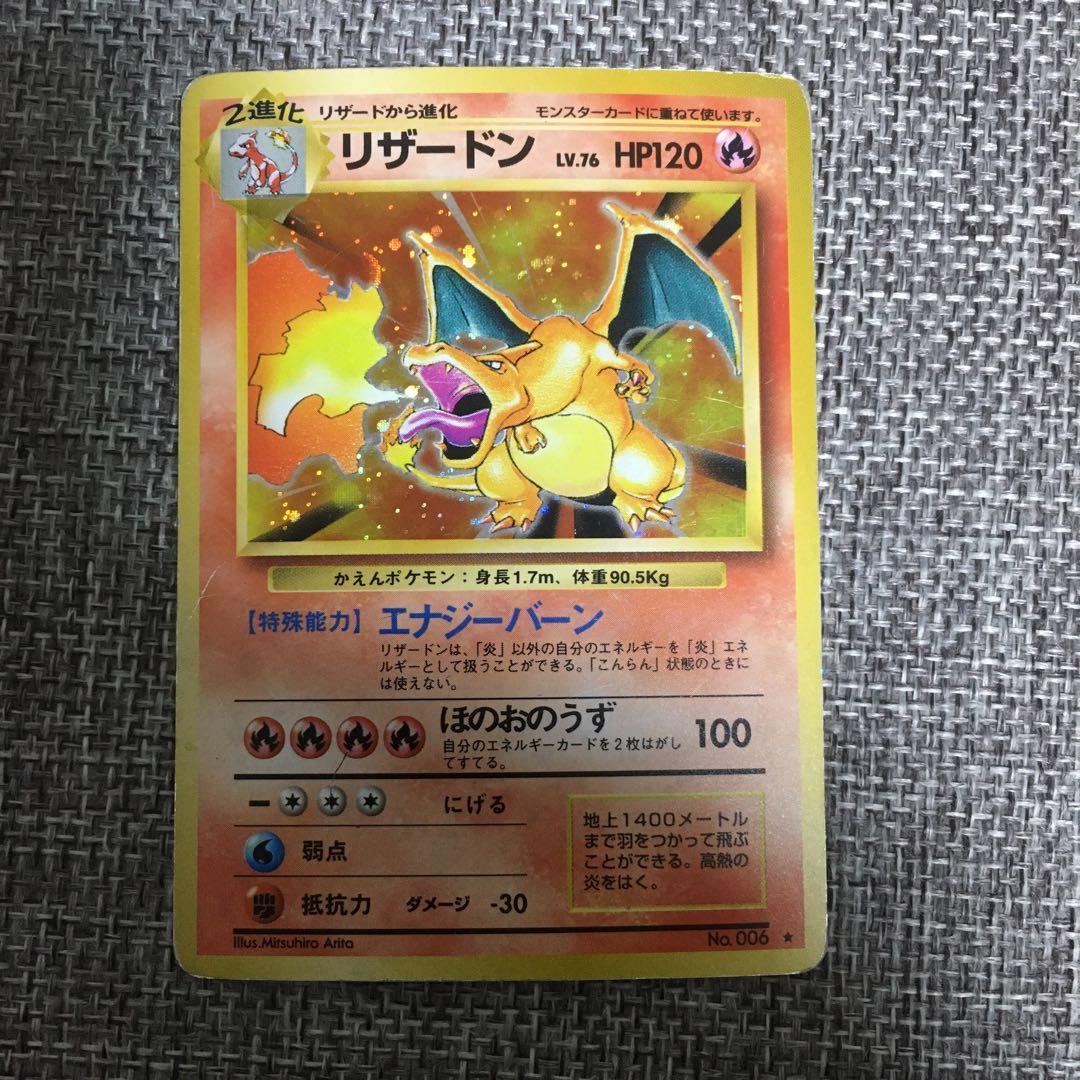 2進化 リザードから進化 モンスターカードに重ねて使います。
リザードン LV.76 HP120
かえんポケモン：身長1.7m、体重90.5Kg
【特殊能力】エナジーバーン
リザードンは、「炎」以外の自分のエネルギーを「炎」エネ
ルギーとして扱うことができる。「こんらん」状態のときに
は使えない。
ほのおのうず 100
自分のエネルギーカードを2枚はがし
てすてる。
にげる
弱点
抵抗力 ダメージ -30
地上1400メートル
まで羽をつかって飛ぶ
ことができる。高熱の
炎をはく。
Illus.Mitsuhiro Arita
No. 006 ★